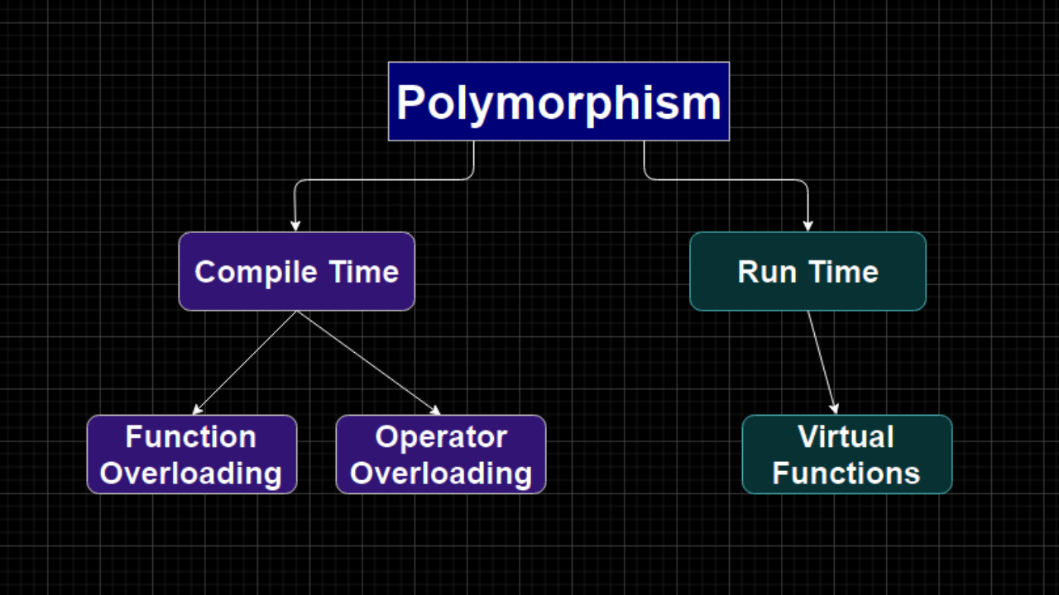 Polymorphism
Compile Time
Run Time
Function
Overloading
Operator
Overloading
Virtual
Functions